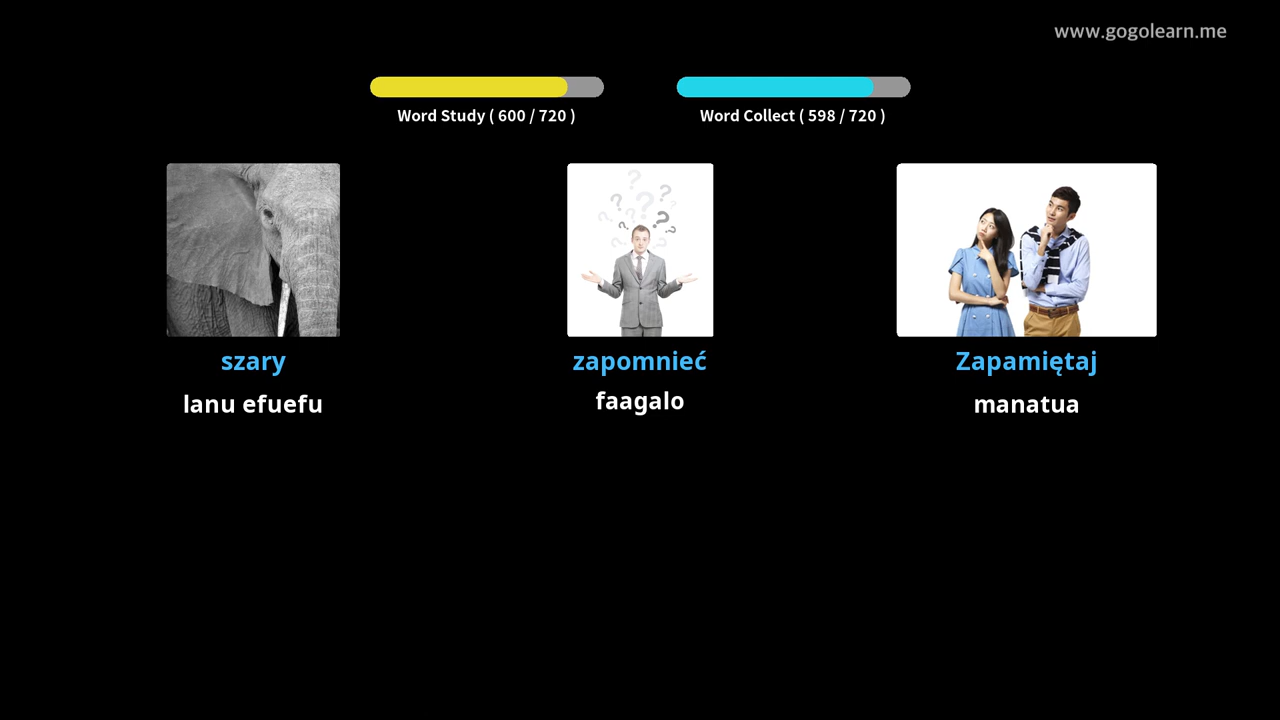 www.gogolearn.me
Word Study ( 600 / 720 )
Word Collect ( 598 / 720 )
szary
zapomnieć
Zapamiętaj
lanu efuefu
faagalo
manatua